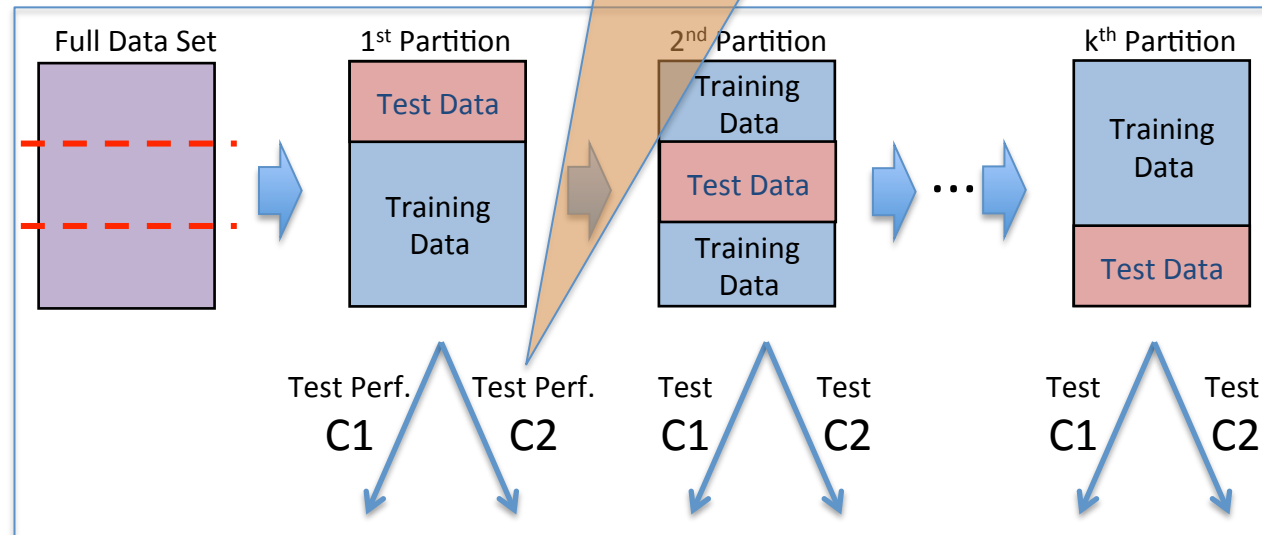 Full Data Set
1st Partition
2nd Partition
kth Partition
Test Data
Training
Data
Training
Data
Test Data
Training
Data
...
Training
Data
Test Data
Test Perf.
C1
Test Perf.
C2
Test
C1
Test
C2
Test
C1
Test
C2